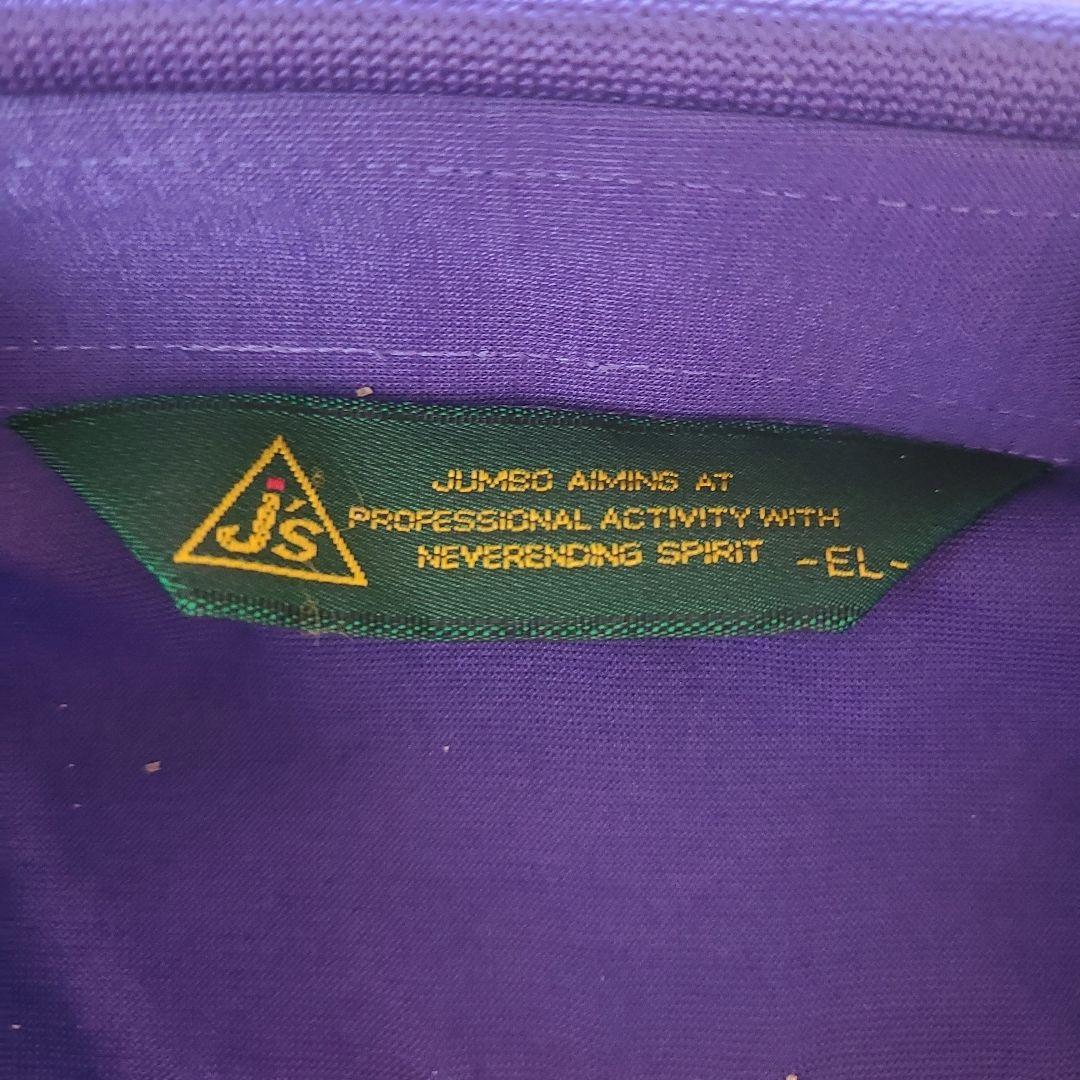 J's
JUMBO AIMING AT
PROFESSIONAL ACTIVITY WITH
NEVERENDING SPIRIT
-EL-